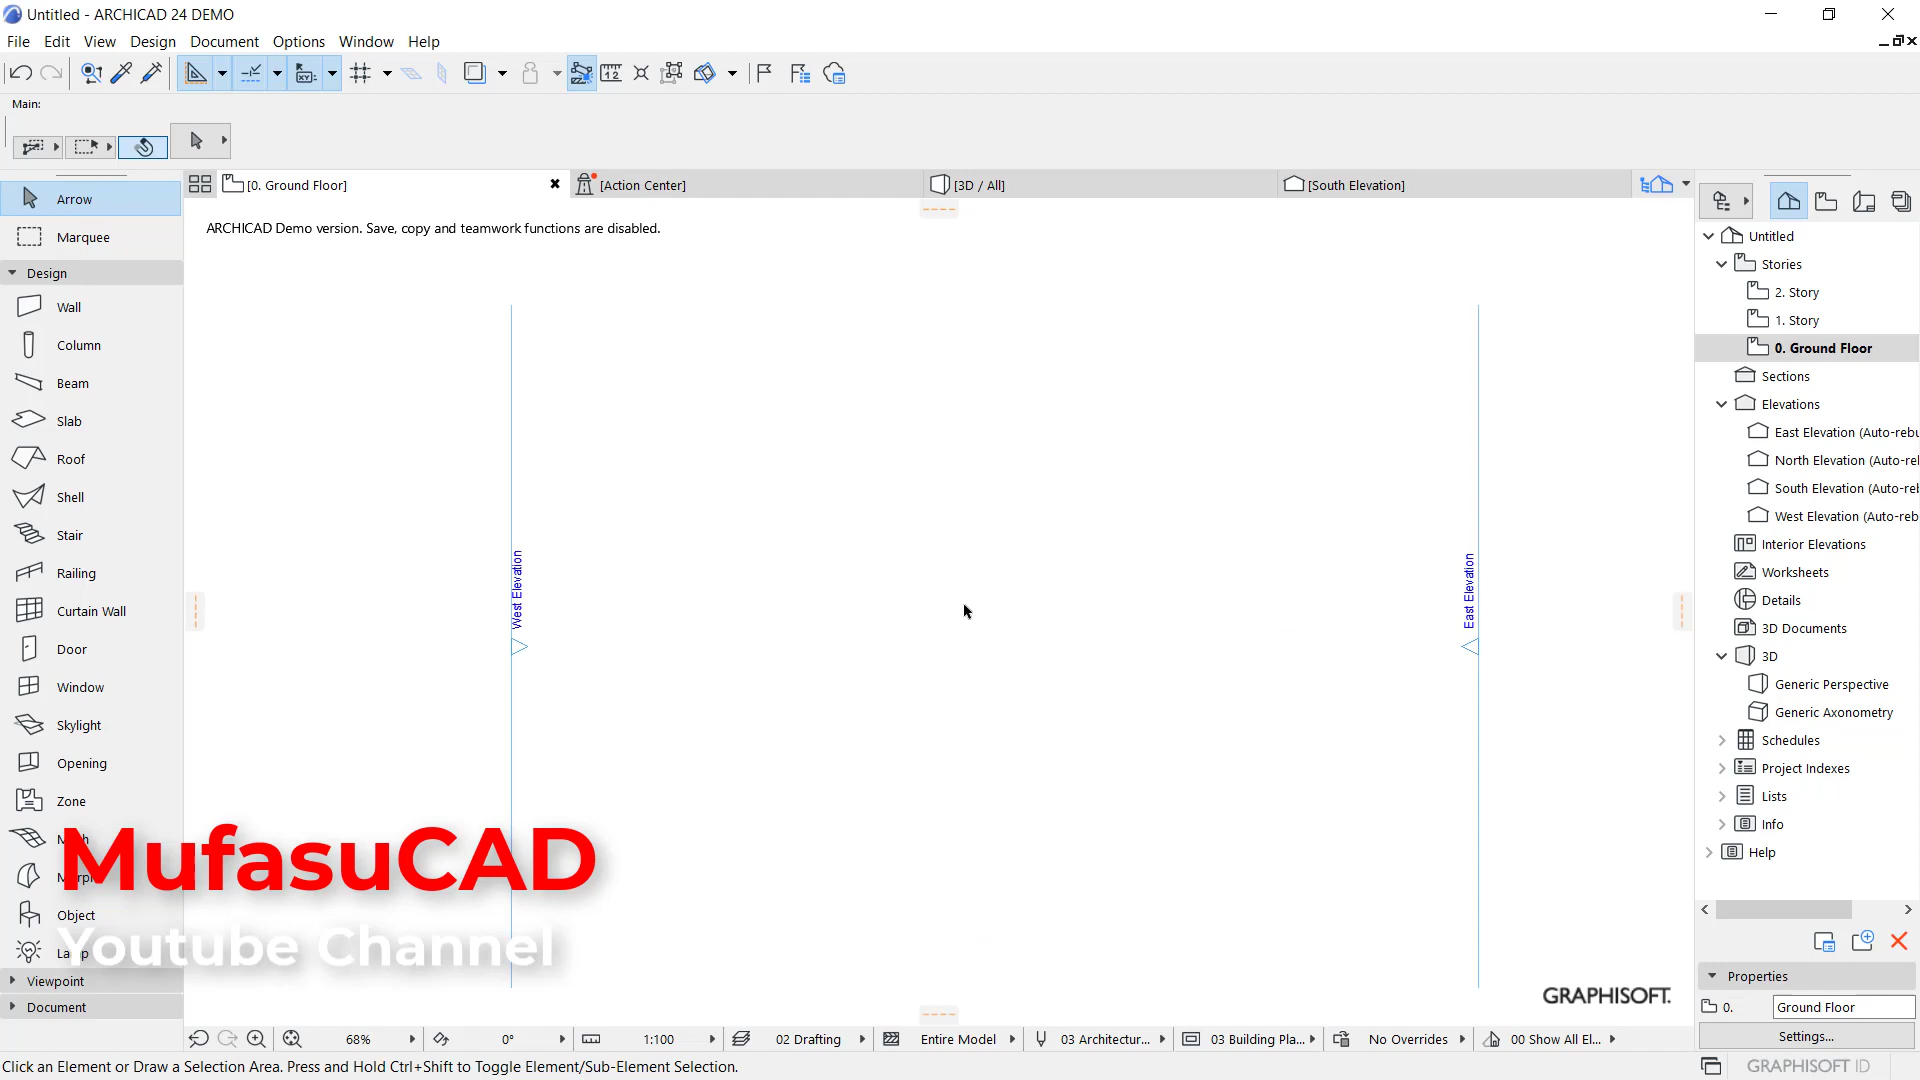 Untitled - ARCHICAD 24 DEMO
File Edit View Design Document Options Window Help
Main:
[0. Ground Floor] [Action Center] [3D / All] [South Elevation]
ARCHICAD Demo version. Save, copy and teamwork functions are disabled.
Arrow
Marquee
Design
Wall
Column
Beam
Slab
Roof
Shell
Stair
Railing
Curtain Wall
Door
Window
Skylight
Opening
Zone
Object
Viewpoint
Document
West Elevation
East Elevation
MufasuCAD
Youtube Channel
GRAPHISOFT.
Untitled
Stories
2. Story
1. Story
0. Ground Floor
Sections
Elevations
East Elevation (Auto-rebu
North Elevation (Auto-rel
South Elevation (Auto-reb
West Elevation (Auto-reb
Interior Elevations
Worksheets
Details
3D Documents
3D
Generic Perspective
Generic Axonometry
Schedules
Project Indexes
Lists
Info
Help
Properties
0. Ground Floor
Settings...
68% 0° 1:100 02 Drafting Entire Model 03 Architectur... 03 Building Pla... No Overrides 00 Show All El...
Click an Element or Draw a Selection Area. Press and Hold Ctrl+Shift to Toggle Element/Sub-Element Selection.
GRAPHISOFT ID